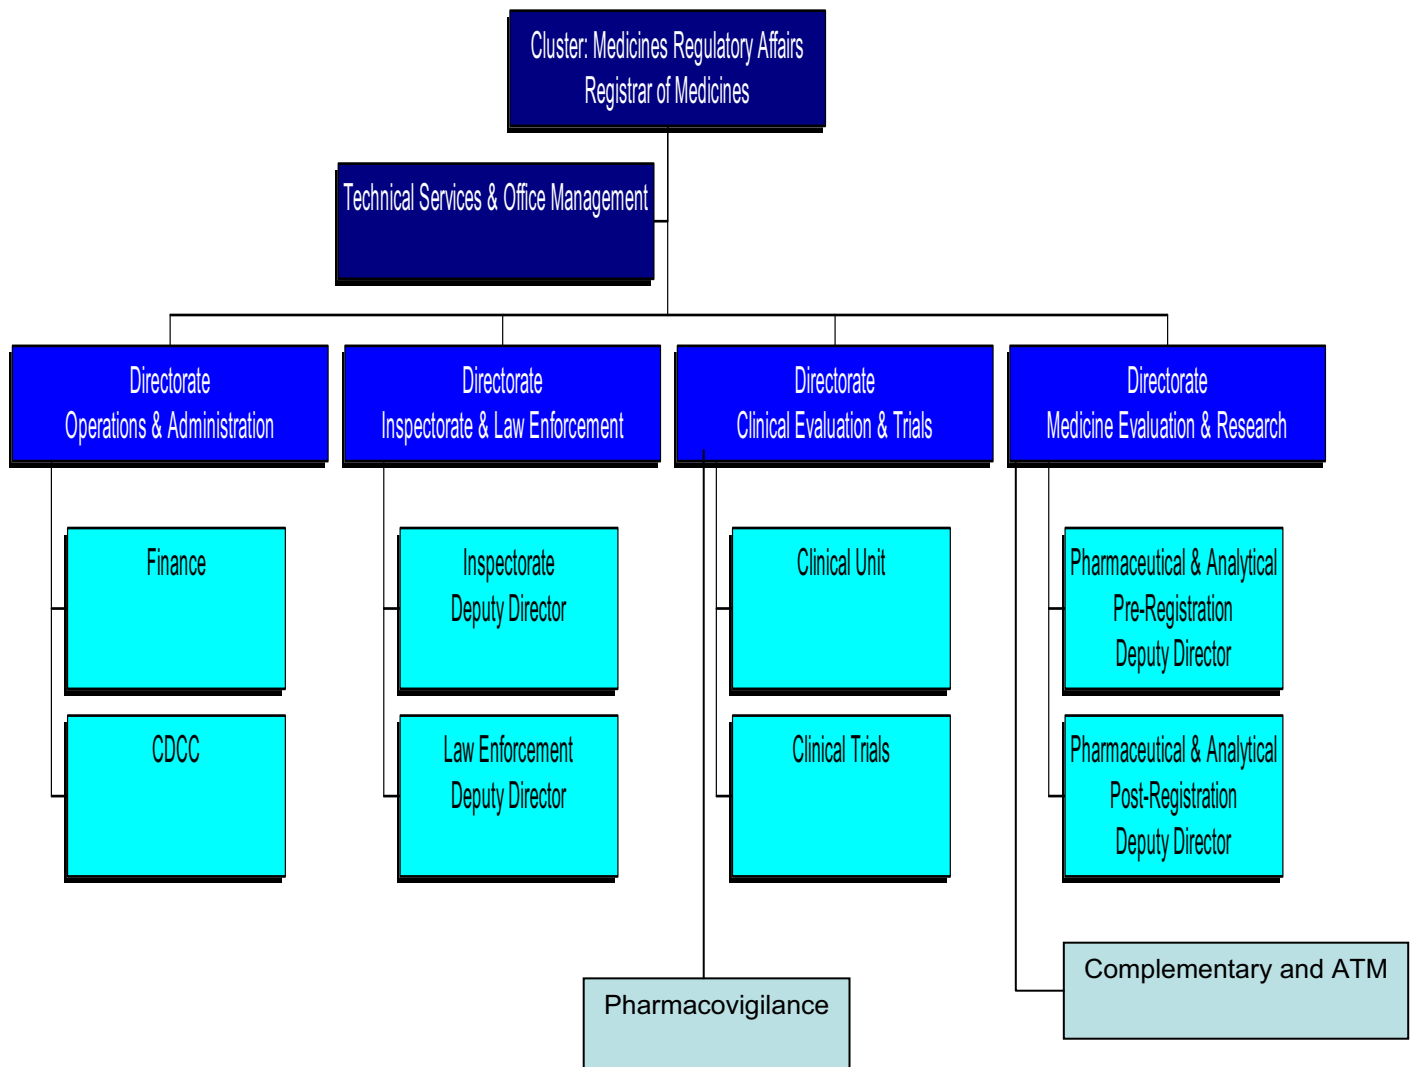 Cluster: Medicines Regulatory Affairs
Registrar of Medicines
Technical Services & Office Management
Directorate
Operations & Administration
Directorate
Inspectorate & Law Enforcement
Directorate
Clinical Evaluation & Trials
Directorate
Medicine Evaluation & Research
Finance
Inspectorate
Deputy Director
Clinical Unit
Pharmaceutical & Analytical
Pre-Registration
Deputy Director
CDCC
Law Enforcement
Deputy Director
Clinical Trials
Pharmaceutical & Analytical
Post-Registration
Deputy Director
Complementary and ATM
Pharmacovigilance